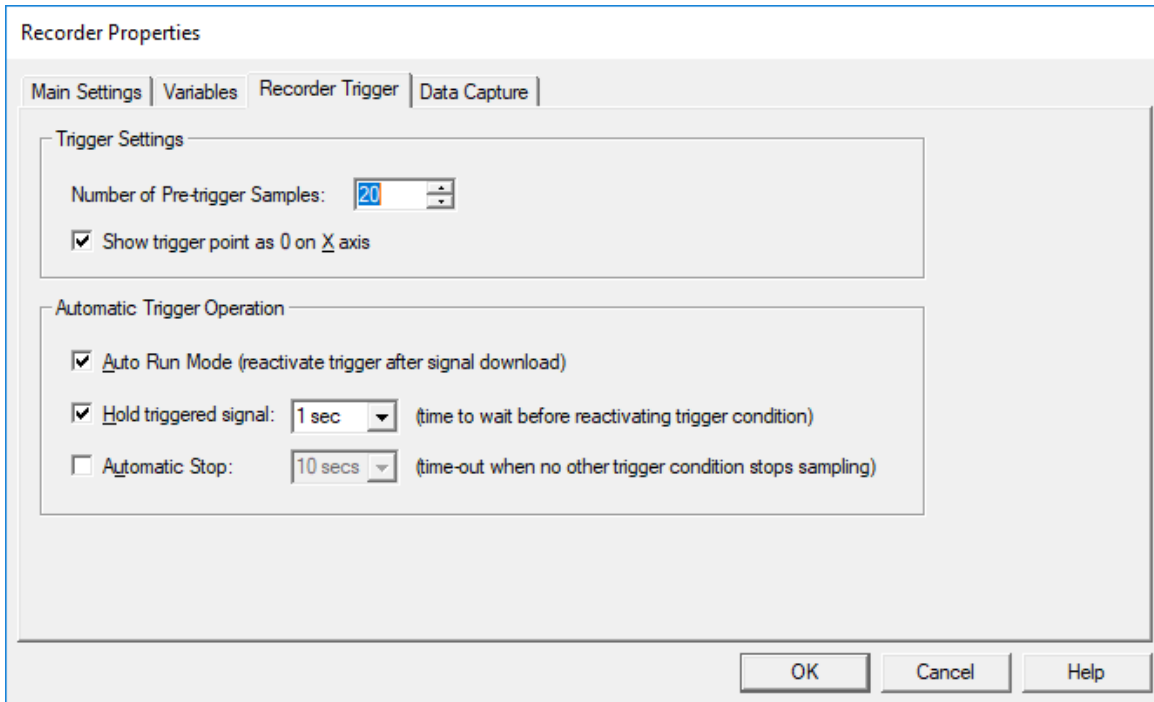 Recorder Properties
Main Settings Variables Recorder Trigger Data Capture
Trigger Settings
Number of Pre-trigger Samples: 20
Show trigger point as 0 on X axis
Automatic Trigger Operation
Auto Run Mode (reactivate trigger after signal download)
Hold triggered signal: 1 sec (time to wait before reactivating trigger condition)
Automatic Stop: 10 secs (time-out when no other trigger condition stops sampling)
OK Cancel Help